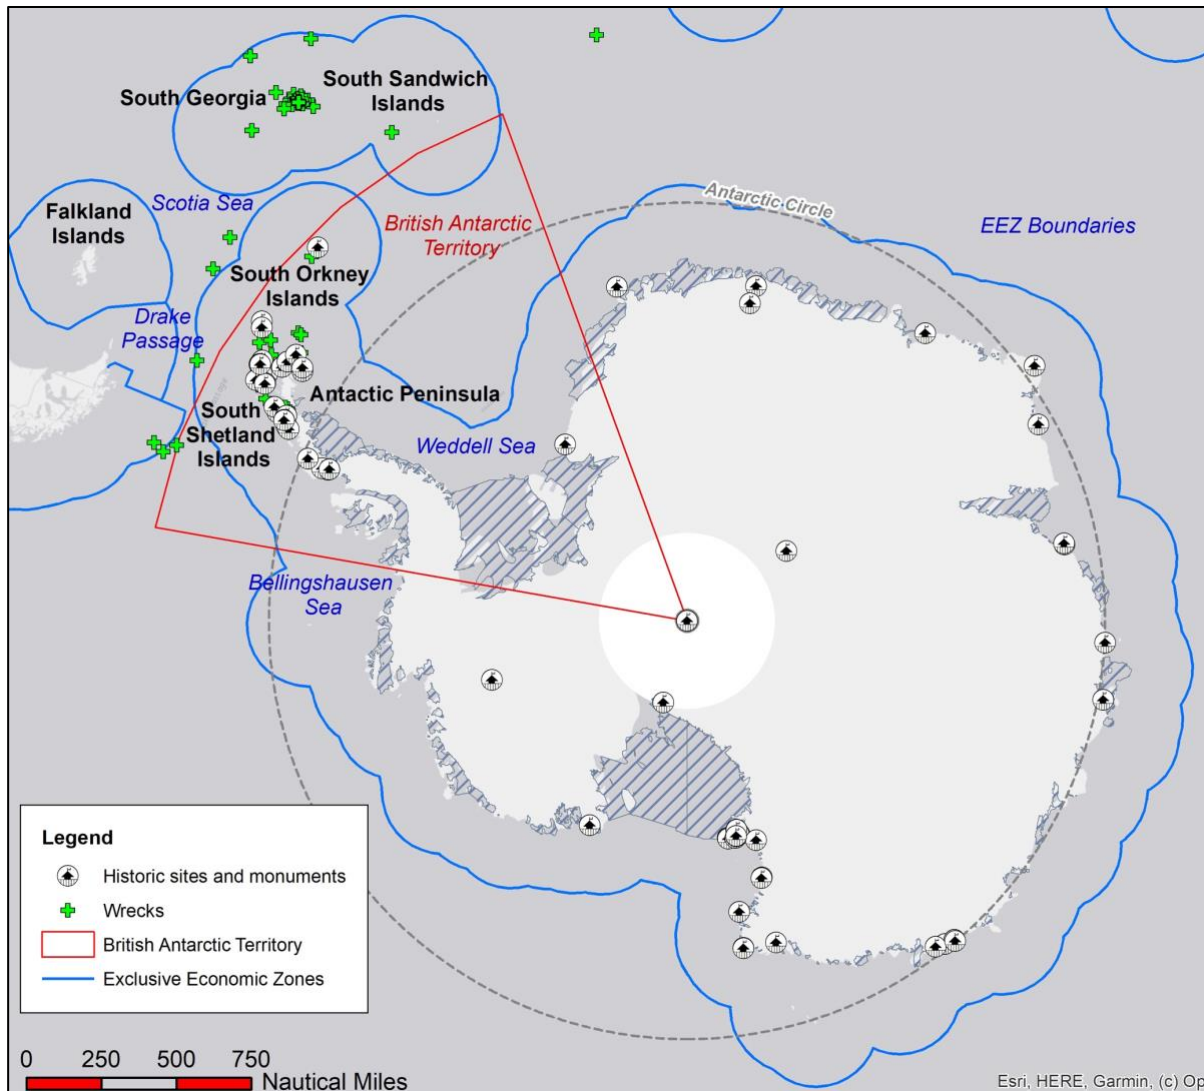 South Sandwich
Islands
South Georgia
Antarctic Circle
Scotia Sea
Falkland
Islands
British Antarctic
Territory
EEZ Boundaries
South Orkney
Islands
Drake
Passage
Antactic Peninsula
South
Shetland
Islands
Weddell Sea
Bellingshausen
Sea
Legend
Historic sites and monuments
Wrecks
British Antarctic Territory
Exclusive Economic Zones
0 250 500 750
Nautical Miles
Esri, HERE, Garmin, (c) Op